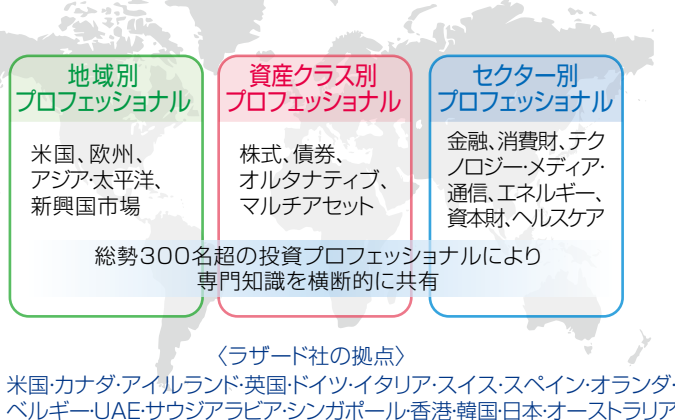 地域別
プロフェッショナル
米国、欧州、
アジア・太平洋、
新興国市場
資産クラス別
プロフェッショナル
株式、債券、
オルタナティブ、
マルチアセット
セクター別
プロフェッショナル
金融、消費財、テク
ノロジー・メディア・
通信、エネルギー、
資本財、ヘルスケア
総勢300名超の投資プロフェッショナルにより
専門知識を横断的に共有
〈ラザード社の拠点〉
米国・カナダ・アイルランド・英国・ドイツ・イタリア・スイス・スペイン・オランダ・
ベルギー・UAE・サウジアラビア・シンガポール・香港・韓国・日本・オーストラリア